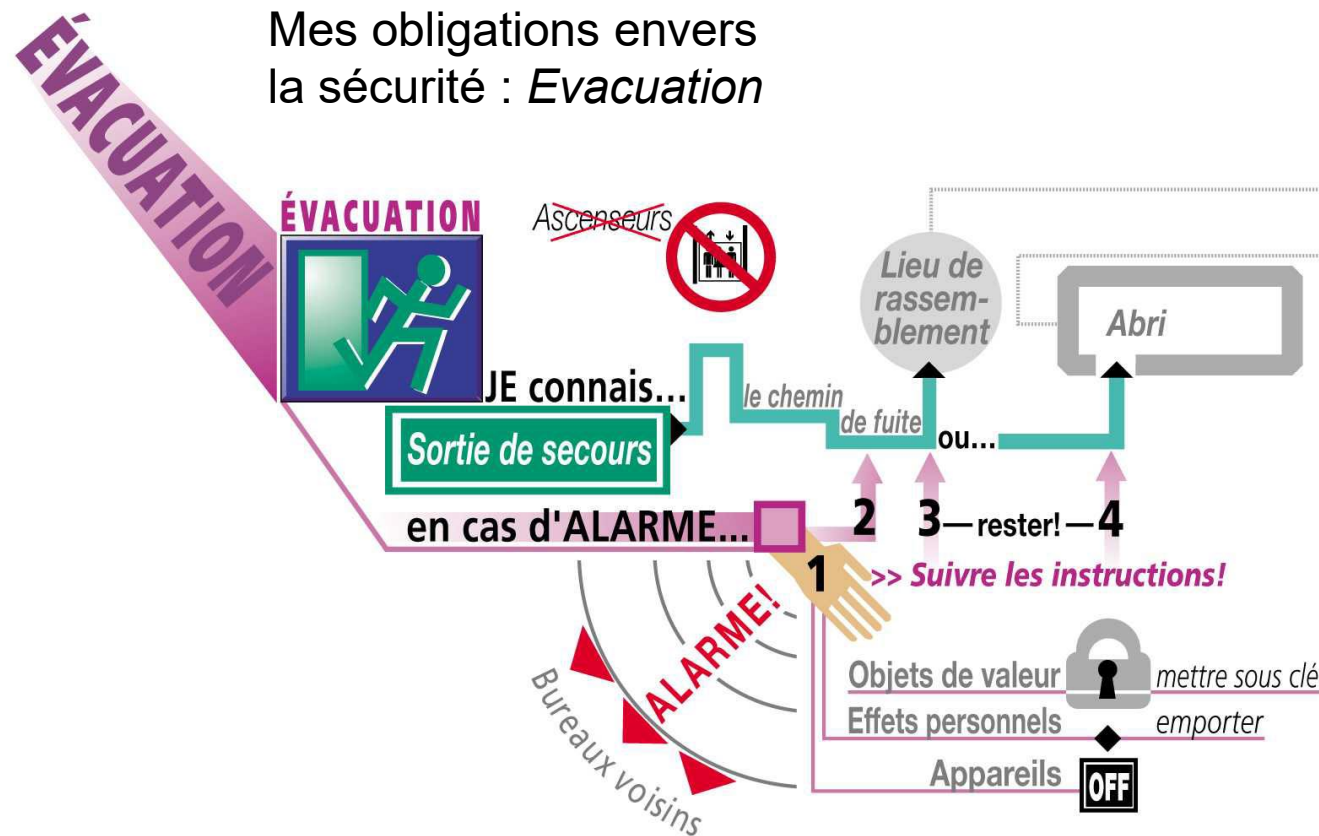 Mes obligations envers
la sécurité : Evacuation
ÉVACUATION
ÉVACUATION
Ascenseurs
Lieu de
rassem-
blement
Abri
JE connais...
le chemin
de fuite
ou...
Sortie de secours
en cas d'ALARME...
2
3 — rester! — 4
1
>> Suivre les instructions!
ALARME!
Bureaux voisins
Objets de valeur mettre sous clé
Effets personnels emporter
Appareils OFF